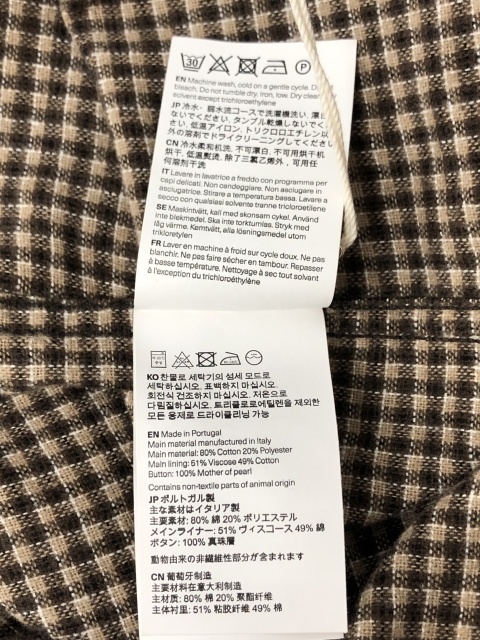 30
P
EN Machine wash, cold on a gentle cycle. Do
bleach. Do not tumble dry. Iron, low. Dry clean
solvent except trichloroethylene
JP 冷水・弱水流コースで洗濯機洗い、漂白
ないでください、タンブル乾燥しないでく
さい、低温アイロン、トリクロロエチレン以
外の溶剤でドライクリーニングしてくださ
CN 冷水柔和机洗、不可漂白、不可用烘干机
烘干、低温熨烫、除了三氯乙烯外、可用任
何溶剂干洗
IT Lavare in lavatrice a freddo con programma per
capi delicati. Non candeggiare. Non asciugare in
asciugatrice. Stirare a temperatura bassa. Lavare a
secco con qualsiasi solvente tranne tricloroetilene
SE Maskintvätt, kall med skonsam cykel. Använd
inte blekmedel. Ska inte torktumlas. Stryk med
låg värme. Kemtvätt, alla lösningsmedel utom
trikloretylen
FR Laver en machine à froid sur cycle doux. Ne pas
blanchir. Ne pas faire sécher en tambour. Repasser
à basse température. Nettoyage à sec tout solvant
à l'exception du trichloroéthylène
KO 찬물로 세탁기의 섬세 모드로
세탁하십시오. 표백하지 마십시오.
회전식 건조하지 마십시오. 저온으로
다림질하십시오. 트리클로로에틸렌을 제외한
모든 용제로 드라이클리닝 가능
EN Made in Portugal
Main material manufactured in Italy
Main material: 80% Cotton 20% Polyester
Main lining: 51% Viscose 49% Cotton
Button: 100% Mother of pearl
Contains non-textile parts of animal origin
JP ポルトガル製
主な素材はイタリア製
主要素材: 80% 綿 20% ポリエステル
メインライナー: 51% ヴィスコース 49% 綿
ボタン: 100% 真珠層
動物由来の非繊維性部分が含まれます
CN 葡萄牙制造
主要材料在意大利制造
主材质: 80% 棉 20% 聚酯纤维
主体衬里: 51% 粘胶纤维 49% 棉